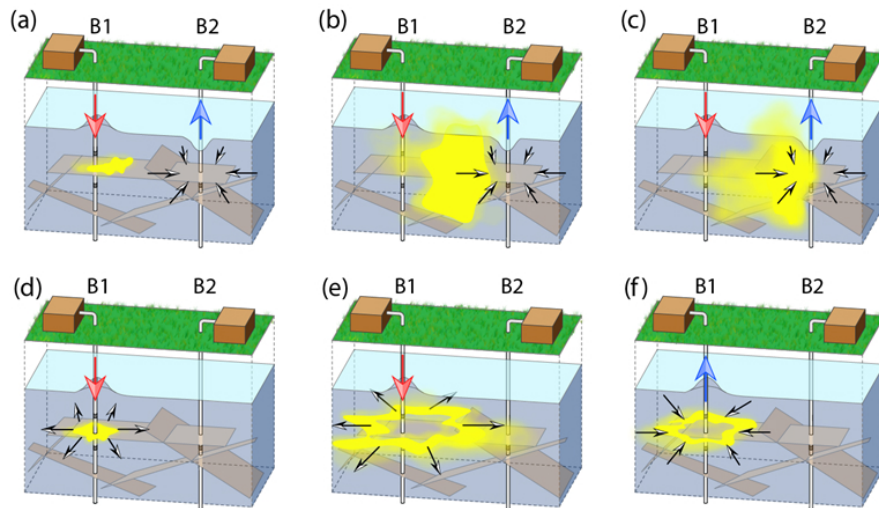 (a) B1 B2
(b) B1 B2
(c) B1 B2
(d) B1 B2
(e) B1 B2
(f) B1 B2